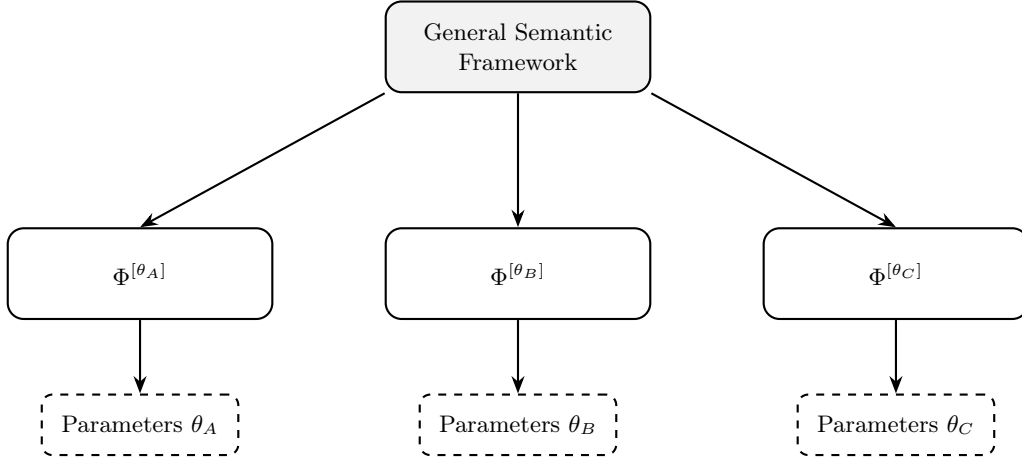 General Semantic
Framework
Φ^[θ_A]
Φ^[θ_B]
Φ^[θ_C]
Parameters θ_A
Parameters θ_B
Parameters θ_C